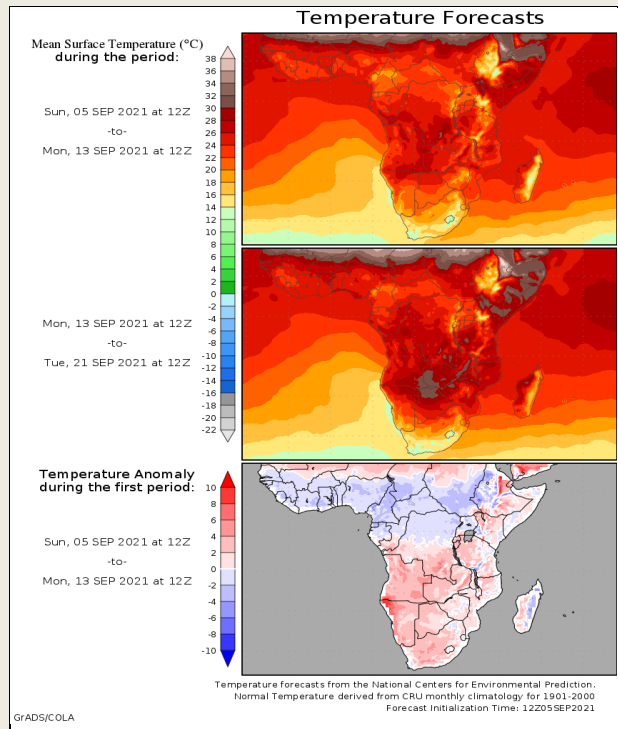 Temperature Forecasts
Mean Surface Temperature (°C)
during the period:
Sun, 05 SEP 2021 at 12Z
-to-
Mon, 13 SEP 2021 at 12Z
38
36
34
32
30
28
26
24
22
20
18
16
14
12
10
8
6
4
2
0
-2
-4
-6
-8
-10
-12
-14
-16
-18
-20
-22
Mon, 13 SEP 2021 at 12Z
-to-
Tue, 21 SEP 2021 at 12Z
Temperature Anomaly
during the first period:
Sun, 05 SEP 2021 at 12Z
-to-
Mon, 13 SEP 2021 at 12Z
10
8
6
4
2
0
-2
-4
-6
-8
-10
Temperature forecasts from the National Centers for Environmental Prediction.
Normal Temperature derived from CRU monthly climatology for 1901-2000
Forecast Initialization Time: 12Z05SEP2021
GrADS/COLA